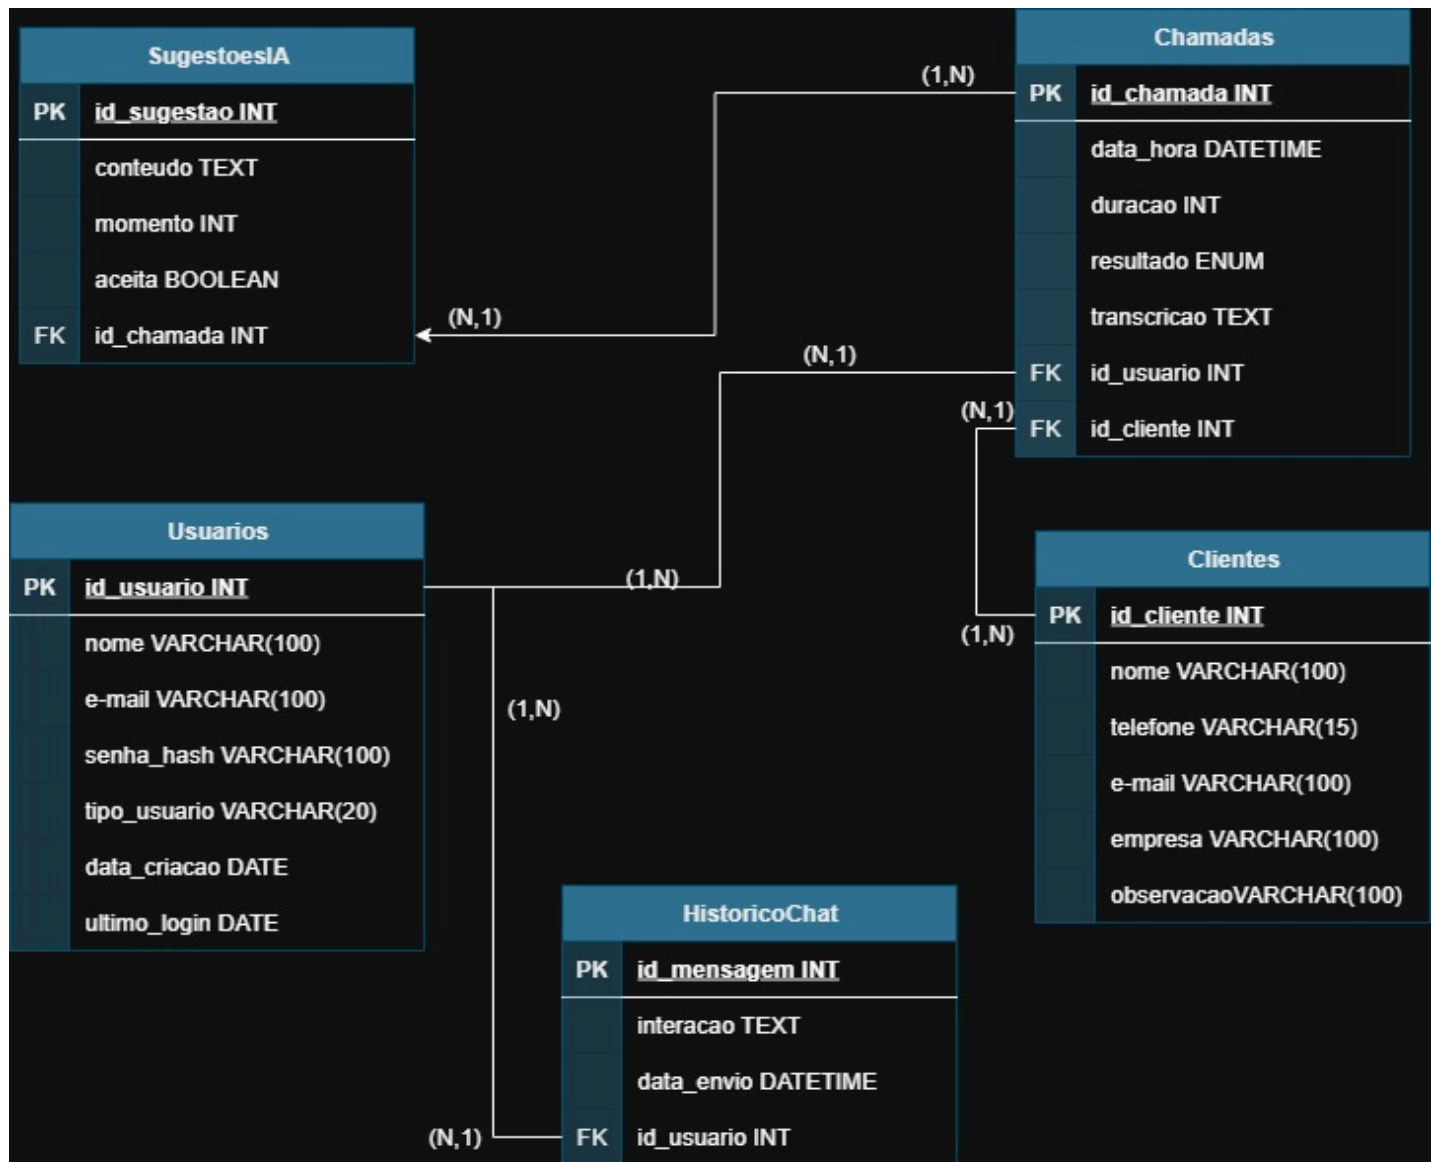 SugestoesIA
PK id_sugestao INT
conteudo TEXT
momento INT
aceita BOOLEAN
FK id_chamada INT
(N,1)
(1,N)
Chamadas
PK id_chamada INT
data_hora DATETIME
duracao INT
resultado ENUM
transcricao TEXT
FK id_usuario INT
FK id_cliente INT
(N,1)
(N,1)
Usuarios
PK id_usuario INT
nome VARCHAR(100)
e-mail VARCHAR(100)
senha_hash VARCHAR(100)
tipo_usuario VARCHAR(20)
data_criacao DATE
ultimo_login DATE
(1,N)
(1,N)
(1,N)
Clientes
PK id_cliente INT
nome VARCHAR(100)
telefone VARCHAR(15)
e-mail VARCHAR(100)
empresa VARCHAR(100)
observacaoVARCHAR(100)
HistoricoChat
PK id_mensagem INT
interacao TEXT
data_envio DATETIME
(N,1)
FK id_usuario INT